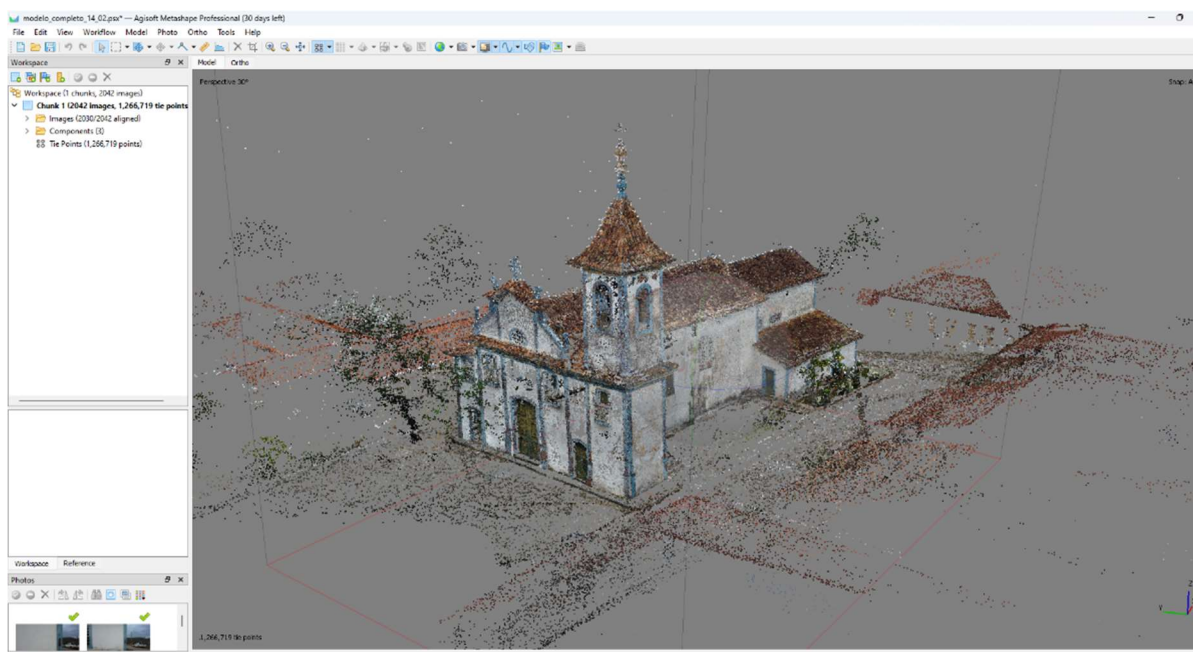 modelo_completo_14_02.psx* — Agisoft Metashape Professional (30 days left)
File Edit View Workflow Model Photo Ortho Tools Help
Workspace
Model Ortho
Perspective 30°
Snap:
Workspace (1 chunks, 2042 images)
Chunk 1 (2042 images, 1,266,719 tie points
Images (2030/2042 aligned)
Components (3)
Tie Points (1,266,719 points)
Workspace Reference
Photos
1,266,719 tie points
Y